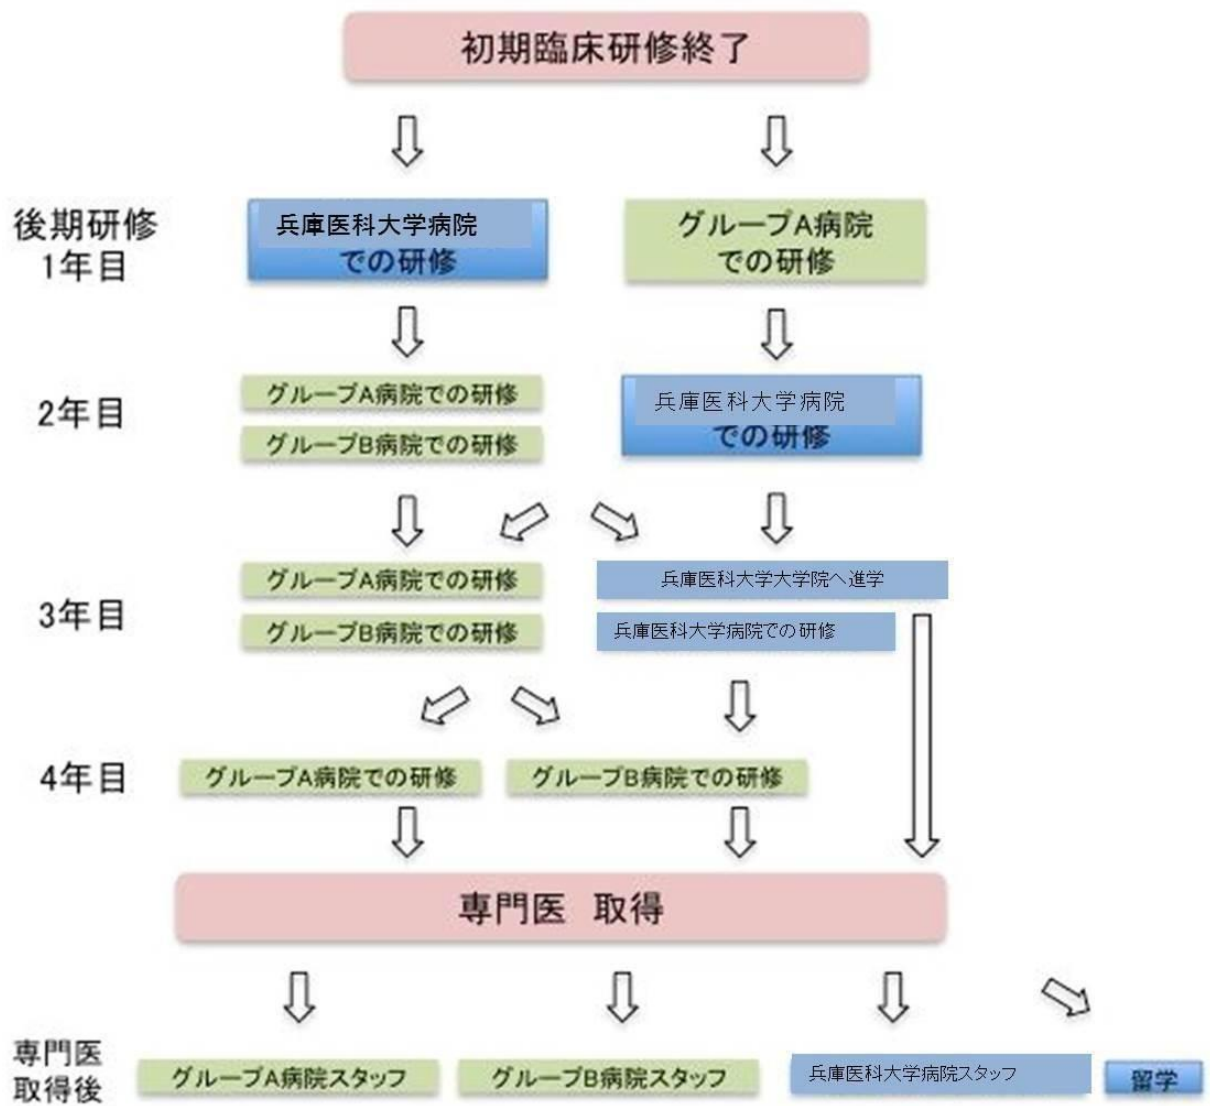 初期臨床研修終了
後期研修
1年目
兵庫医科大学病院
での研修
グループA病院
での研修
2年目
グループA病院での研修
グループB病院での研修
兵庫医科大学病院
での研修
3年目
グループA病院での研修
グループB病院での研修
兵庫医科大学大学院へ進学
兵庫医科大学病院での研修
4年目
グループA病院での研修
グループB病院での研修
専門医 取得
専門医
取得後
グループA病院スタッフ
グループB病院スタッフ
兵庫医科大学病院スタッフ
留学